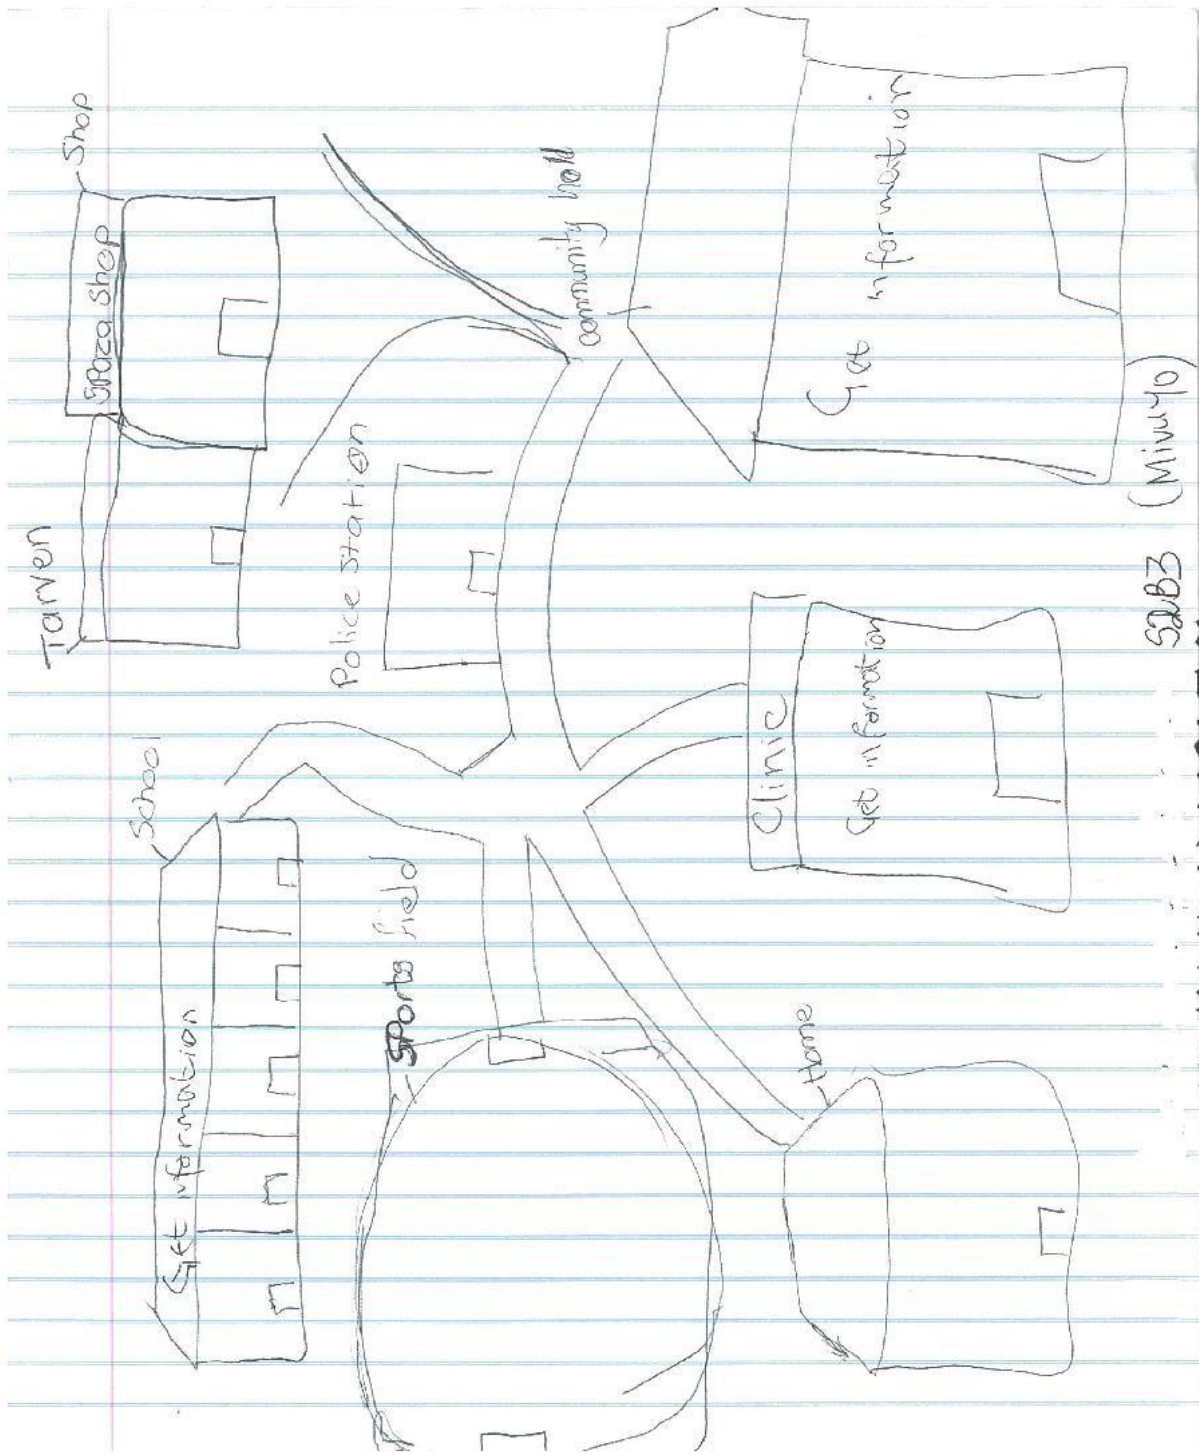 Tarven
Shop
Spaza shop
School
Get information
Police station
community hall
Get information
Sports field
Clinic
Get information
Home
S2B3 (Mivuyo)